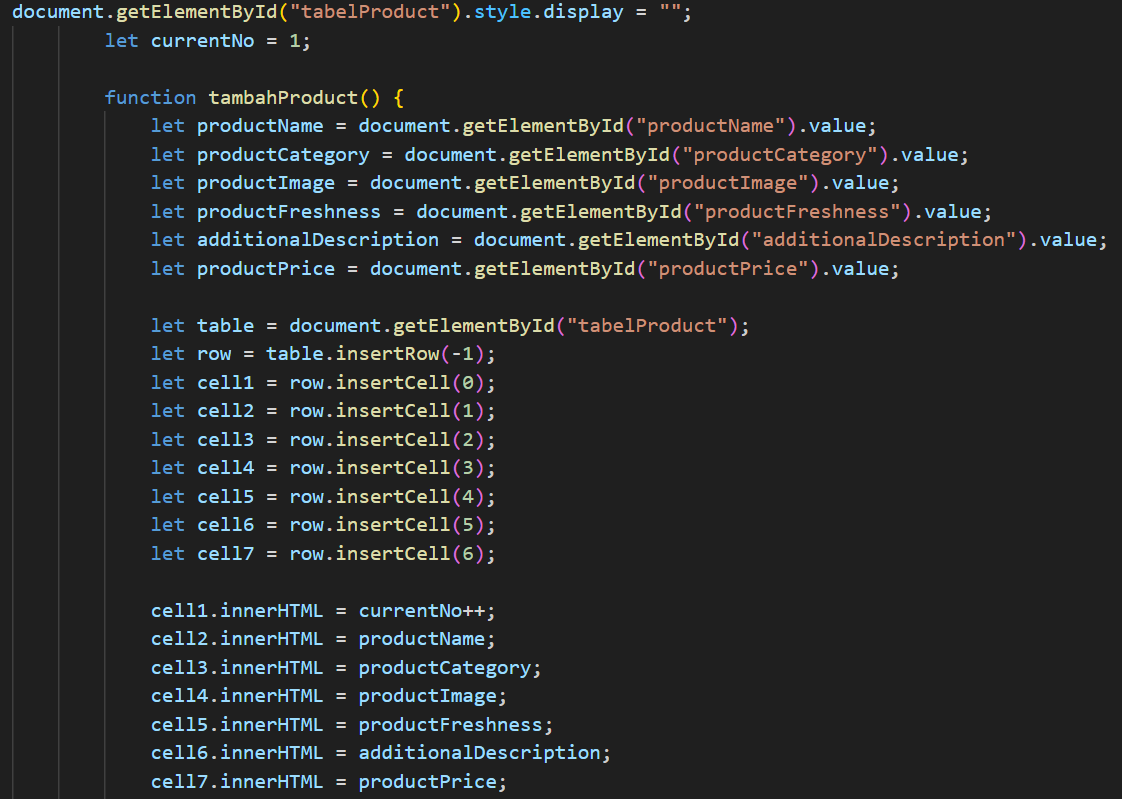 document.getElementById("tabelProduct").style.display = "";
let currentNo = 1;
function tambahProduct() {
let productName = document.getElementById("productName").value;
let productCategory = document.getElementById("productCategory").value;
let productImage = document.getElementById("productImage").value;
let productFreshness = document.getElementById("productFreshness").value;
let additionalDescription = document.getElementById("additionalDescription").value;
let productPrice = document.getElementById("productPrice").value;
let table = document.getElementById("tabelProduct");
let row = table.insertRow(-1);
let cell1 = row.insertCell(0);
let cell2 = row.insertCell(1);
let cell3 = row.insertCell(2);
let cell4 = row.insertCell(3);
let cell5 = row.insertCell(4);
let cell6 = row.insertCell(5);
let cell7 = row.insertCell(6);
cell1.innerHTML = currentNo++;
cell2.innerHTML = productName;
cell3.innerHTML = productCategory;
cell4.innerHTML = productImage;
cell5.innerHTML = productFreshness;
cell6.innerHTML = additionalDescription;
cell7.innerHTML = productPrice;